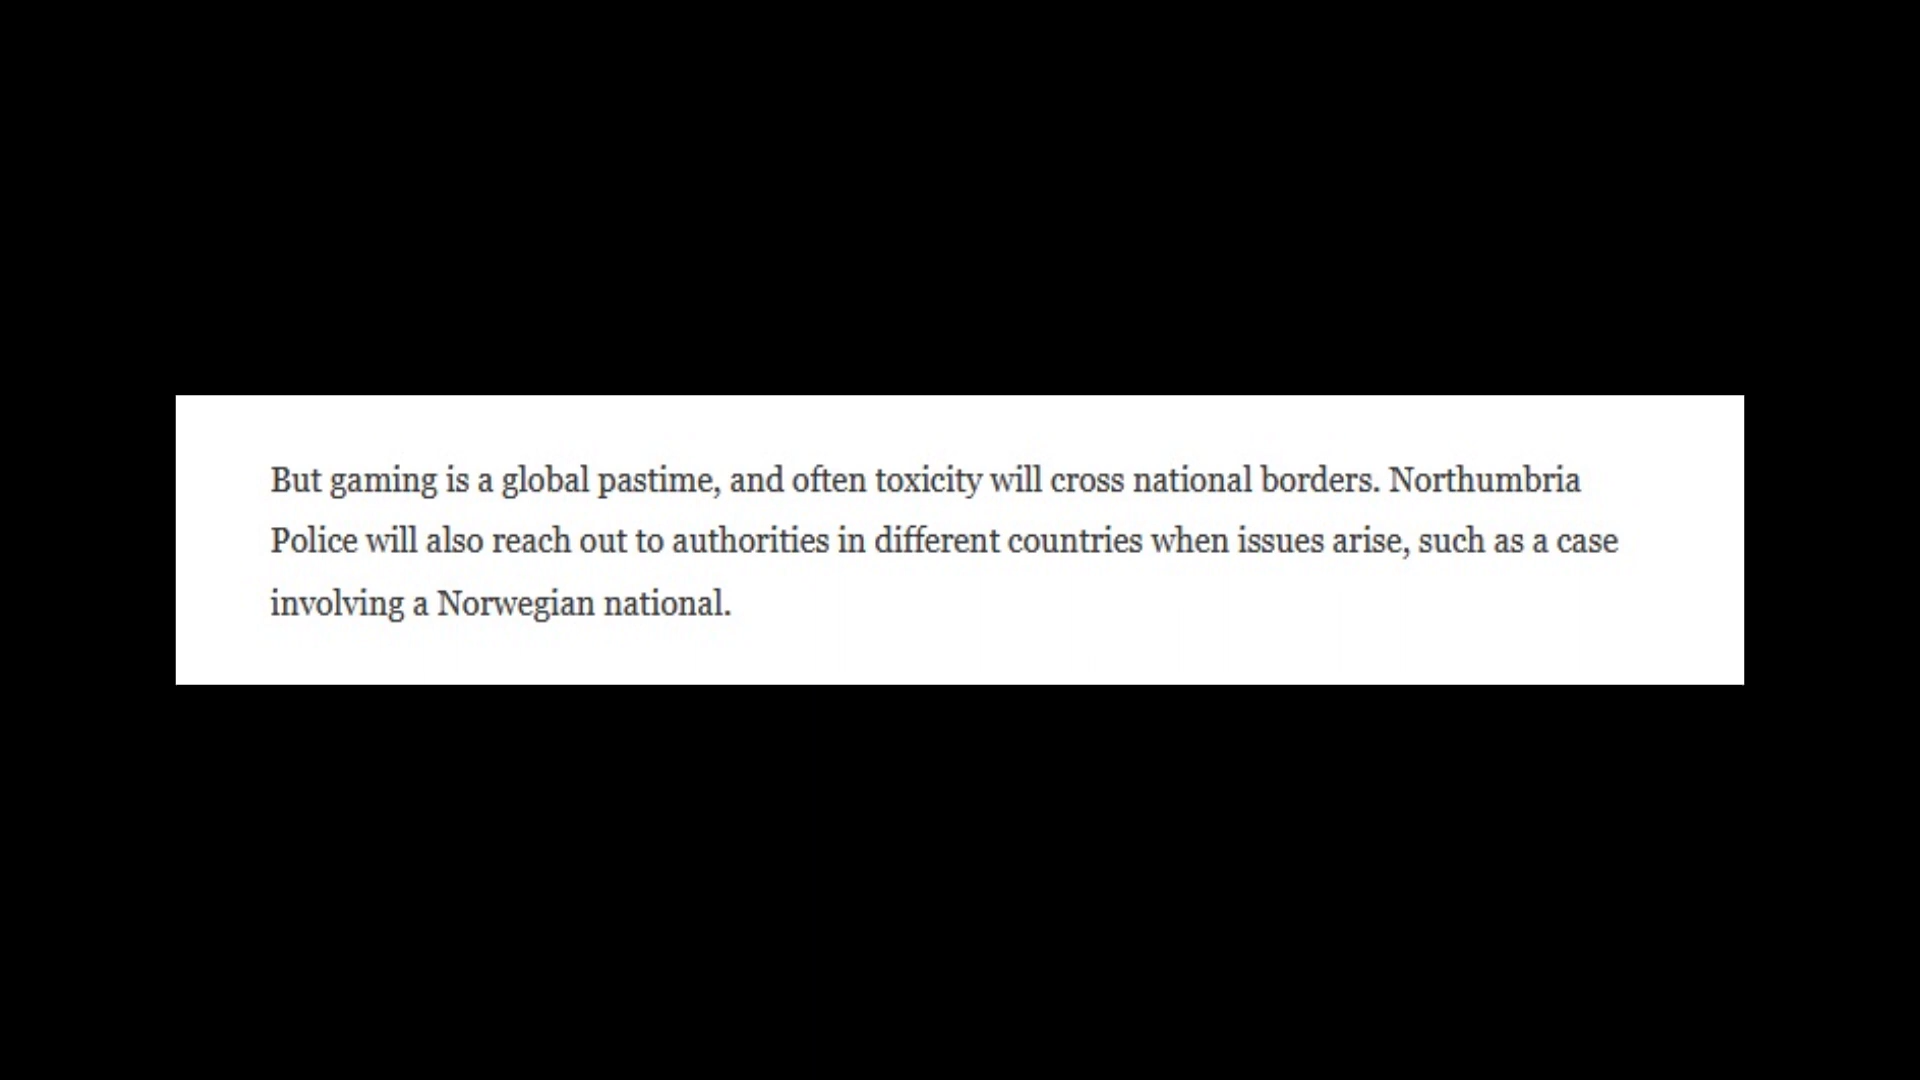 But gaming is a global pastime, and often toxicity will cross national borders. Northumbria
Police will also reach out to authorities in different countries when issues arise, such as a case
involving a Norwegian national.